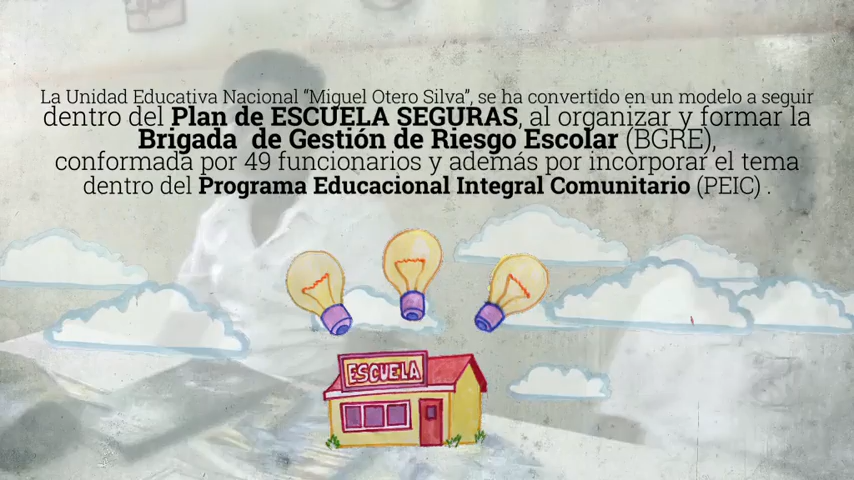 La Unidad Educativa Nacional "Miguel Otero Silva", se ha convertido en un modelo a seguir
dentro del Plan de ESCUELA SEGURAS, al organizar y formar la
Brigada de Gestión de Riesgo Escolar (BGRE),
conformada por 49 funcionarios y además por incorporar el tema
dentro del Programa Educacional Integral Comunitario (PEIC) .
ESCUELA